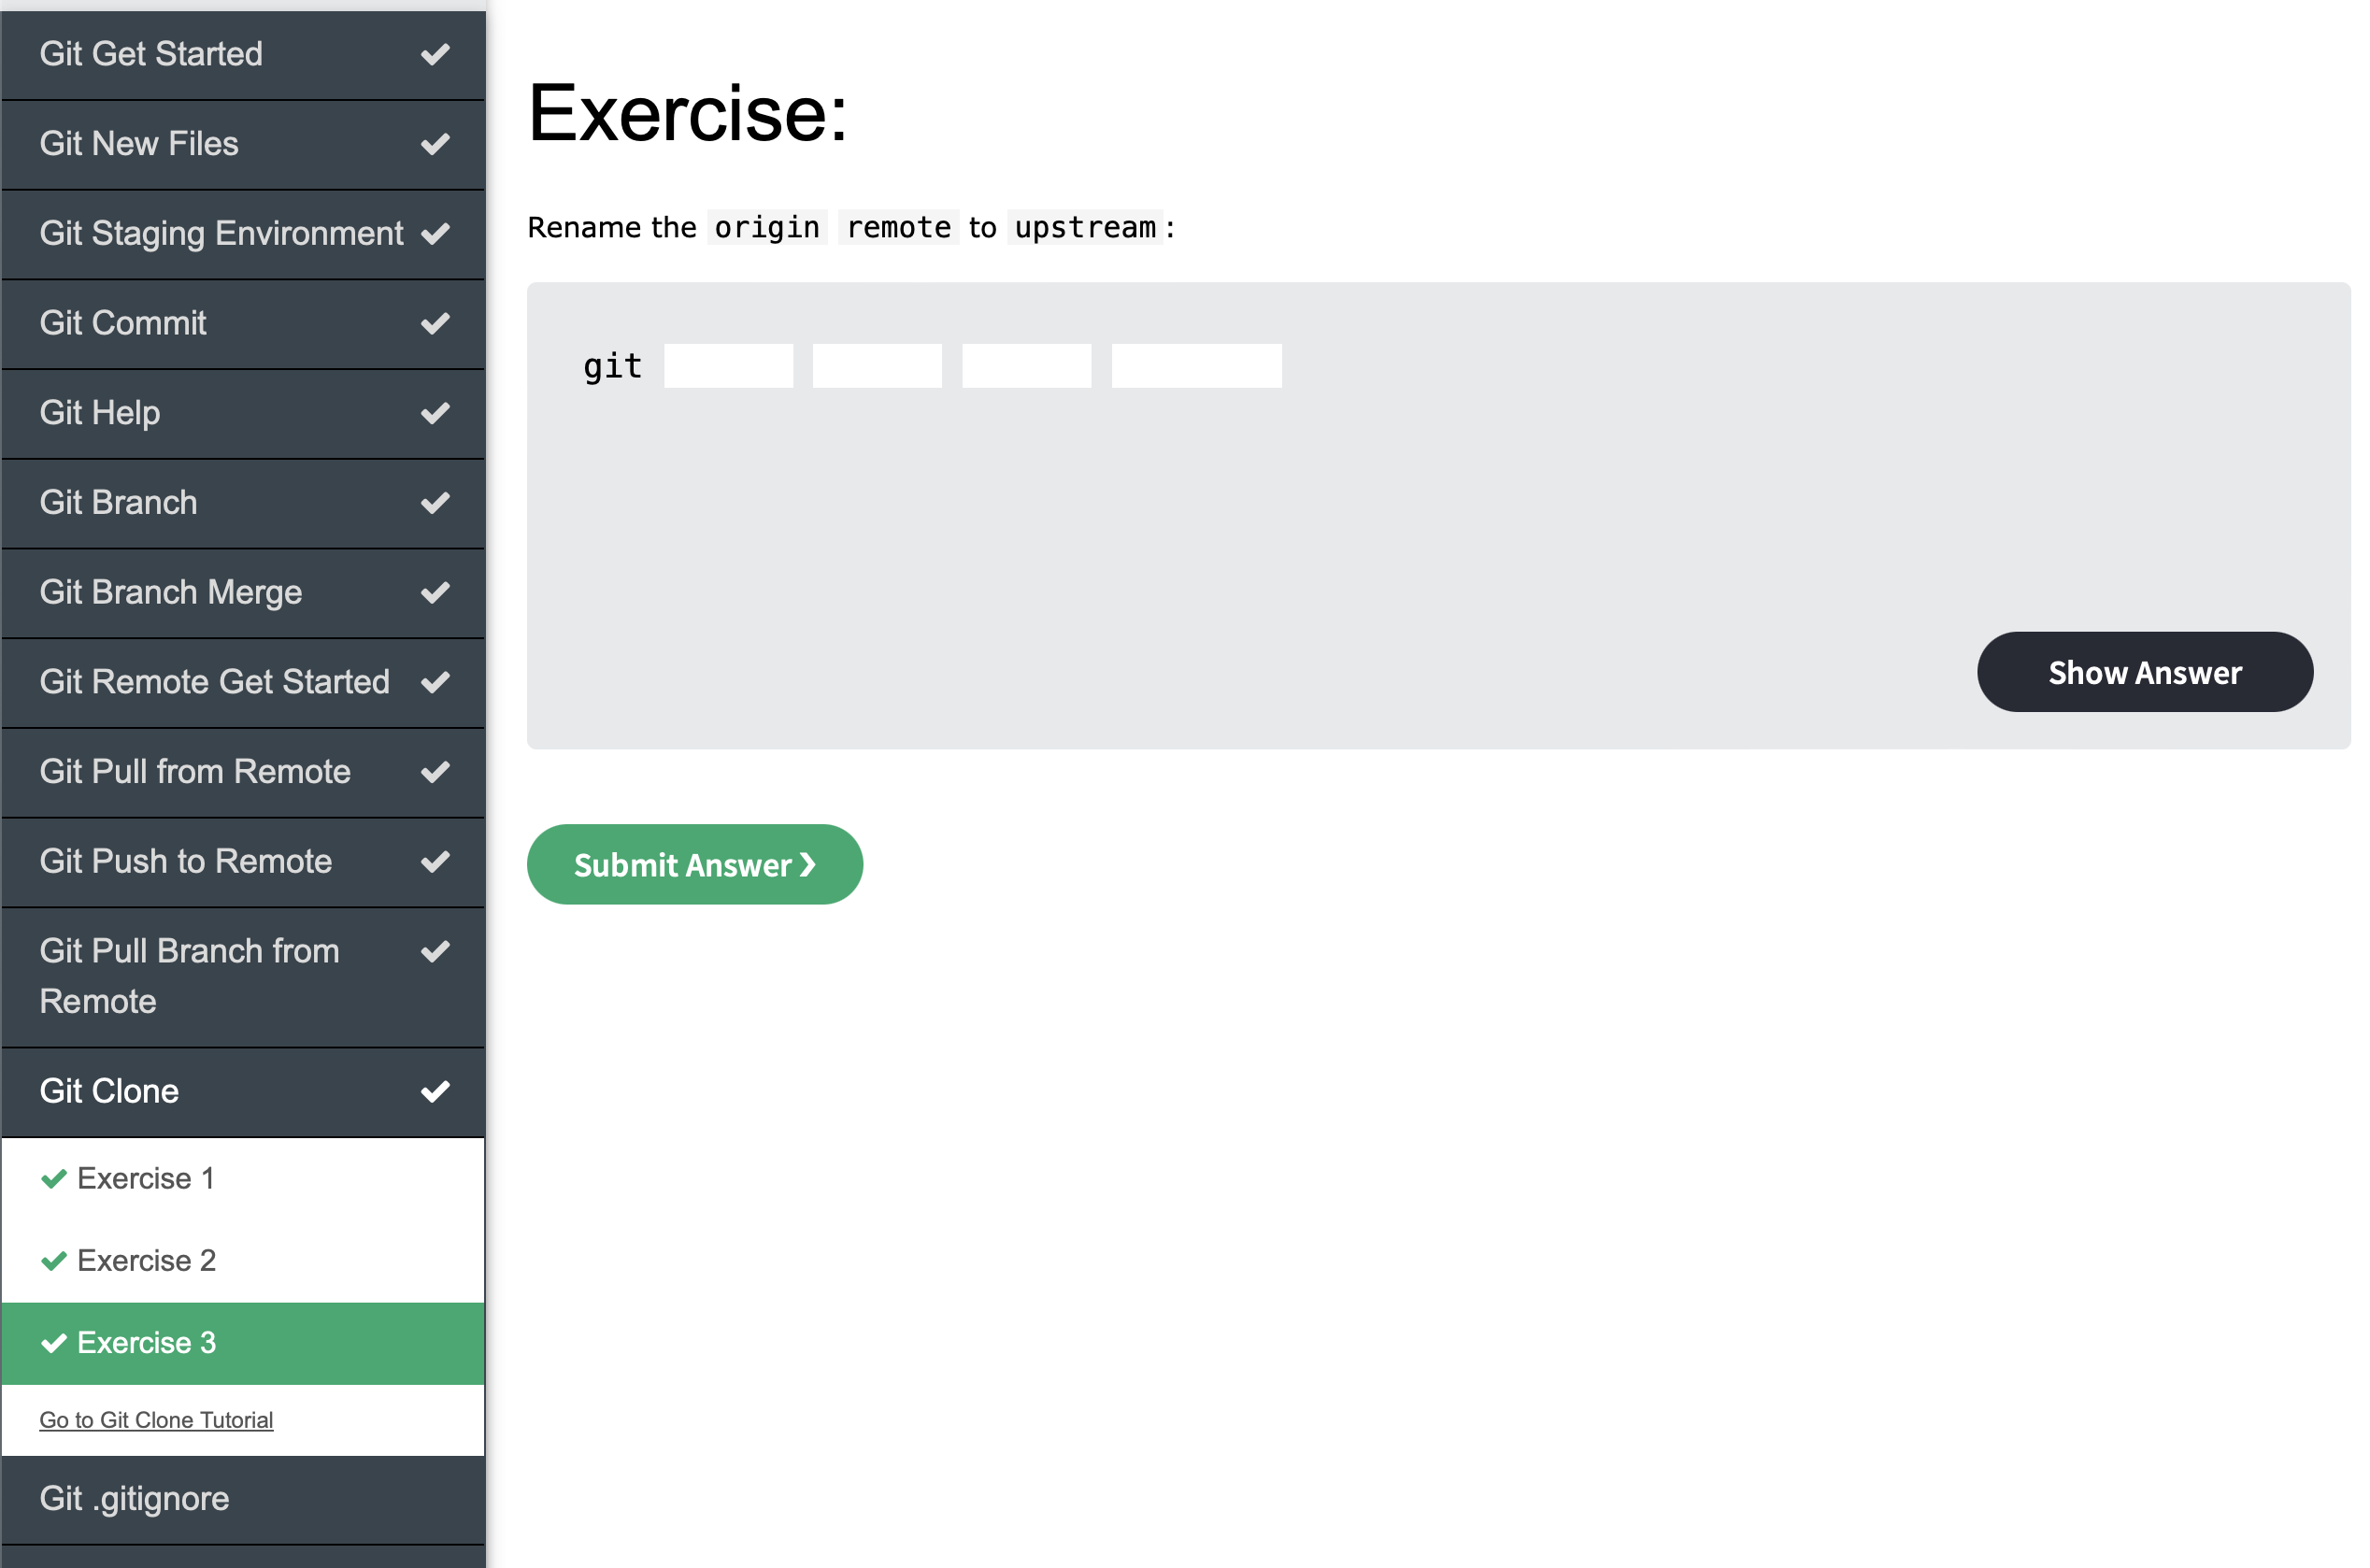 Git Get Started
Git New Files
Git Staging Environment
Git Commit
Git Help
Git Branch
Git Branch Merge
Git Remote Get Started
Git Pull from Remote
Git Push to Remote
Git Pull Branch from
Remote
Git Clone
Exercise 1
Exercise 2
Exercise 3
Go to Git Clone Tutorial
Git .gitignore
Exercise:
Rename the origin remote to upstream:
git
Show Answer
Submit Answer ❯